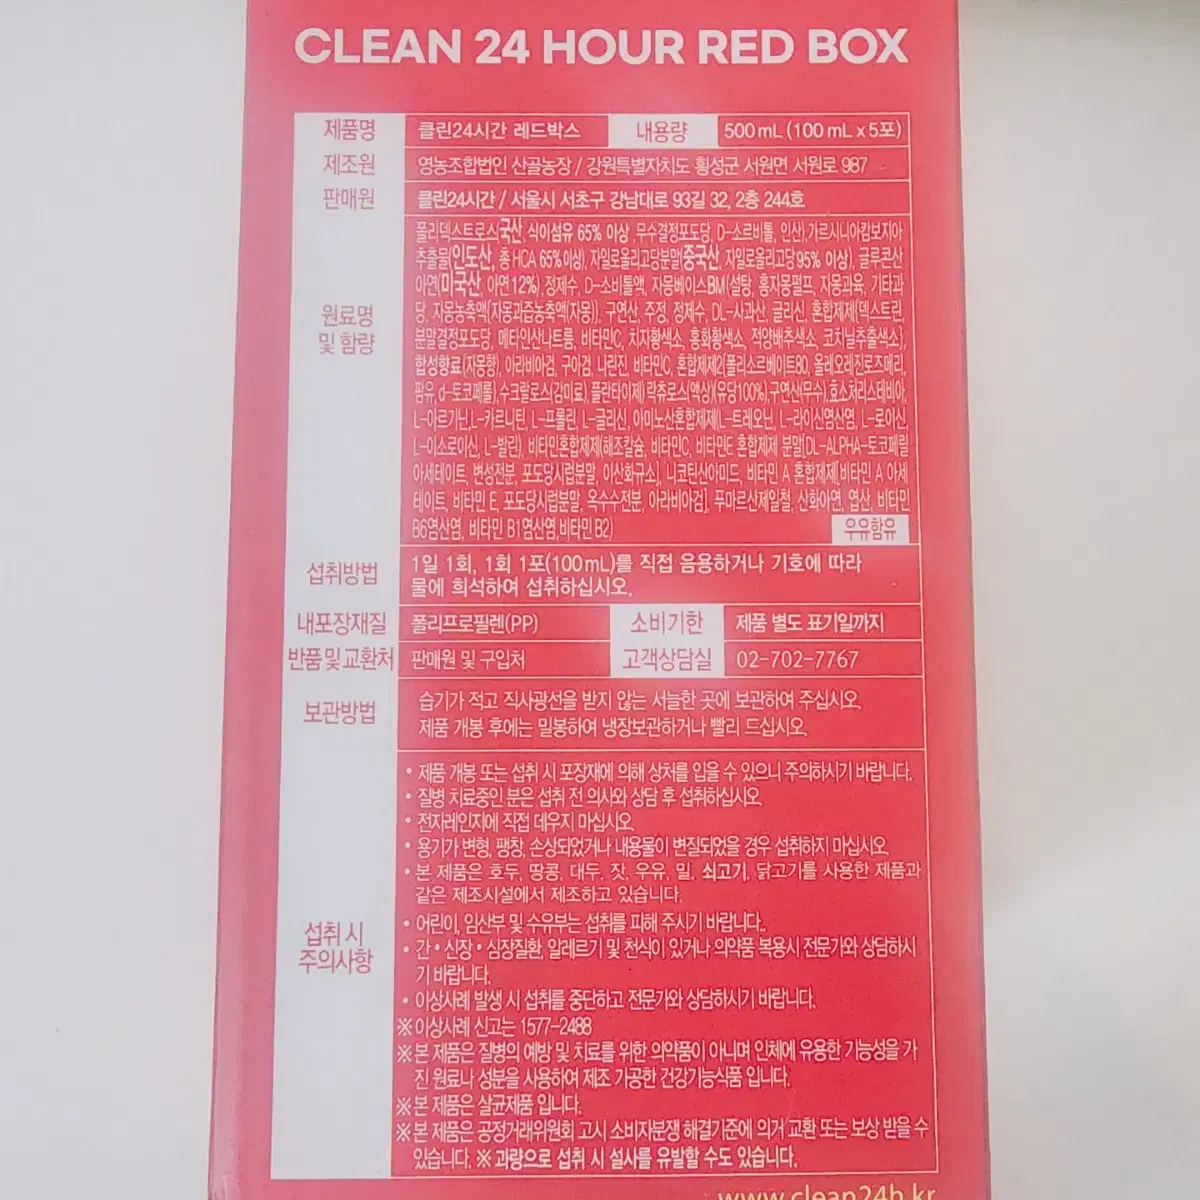 CLEAN 24 HOUR RED BOX
제품명 클린24시간 레드박스 내용량 500mL (100mL x 5포)
제조원 영농조합법인 산골농장 / 강원특별자치도 횡성군 서원면 서원로 987
판매원 클린24시간 / 서울시 서초구 강남대로 93길 32, 2층 244호
원료명 및 함량
폴리덱스트로스(국산, 식이섬유 65% 이상, 무수결정포도당, D-소르비톨, 인산),가르시니아캄보지아
추출물(인도산, 총 HCA 65%이상), 자일로올리고당분말(중국산, 자일로올리고당95% 이상), 글루콘산
아연(미국산, 아연 12%) 정제수, D-소비톨액, 자몽베이스BM(설탕, 홍자몽펄프, 자몽과육, 기타과
당, 자몽농축액(자몽과즙농축액(자몽)), 구연산, 주정, 정제수, DL-사과산, 글리신, 혼합제제[덱스트린,
분말결정포도당, 메타인산나트륨, 비타민C, 치자황색소, 홍화황색소, 적양배추색소, 코치닐추출색소],
합성향료(자몽향), 아라비아검, 구아검, 나린진, 비타민C, 혼합제제2(폴리소르베이트80, 올레오레진로즈메리,
팜유, d-토코페롤), 수크랄로스(감미료), 플란타이제)락츄로스(액상)(유당100%),구연산(무수),효소처리스테비아,
L-아르기닌,L-카르니틴, L-프롤린, L-글리신, 아미노산혼합제제[L-트레오닌, L-라이신염산염, L-로이신,
L-이소로이신, L-발린), 비타민혼합제제[해조칼슘, 비타민C, 비타민E 혼합제제 분말[DL-ALPHA-토코페릴
아세테이트, 변성전분, 포도당시럽분말, 이산화규소], 니코틴산아미드, 비타민 A 혼합제제[비타민 A 아세
테이트, 비타민 E, 포도당시럽분말, 옥수수전분, 아라비아검], 푸마르산제일철, 산화아연, 엽산, 비타민
B6염산염, 비타민 B1염산염,비타민 B2)
우유함유
섭취방법 1일 1회, 1회 1포(100mL)를 직접 음용하거나 기호에 따라
물에 희석하여 섭취하십시오.
내포장재질 폴리프로필렌(PP) 소비기한 제품 별도 표기일까지
반품 및 교환처 판매원 및 구입처 고객상담실 02-702-7767
보관방법 습기가 적고 직사광선을 받지 않는 서늘한 곳에 보관하여 주십시오.
제품 개봉 후에는 밀봉하여 냉장보관하거나 빨리 드십시오.
섭취 시
주의사항
• 제품 개봉 또는 섭취 시 포장재에 의해 상처를 입을 수 있으니 주의하시기 바랍니다.
• 질병 치료중인 분은 섭취 전 의사와 상담 후 섭취하십시오.
• 전자레인지에 직접 데우지 마십시오.
• 용기가 변형, 팽창, 손상되었거나 내용물이 변질되었을 경우 섭취하지 마십시오.
• 본 제품은 호두, 땅콩, 대두, 잣, 우유, 밀, 쇠고기, 닭고기를 사용한 제품과
같은 제조시설에서 제조하고 있습니다.
• 어린이, 임산부 및 수유부는 섭취를 피해 주시기 바랍니다..
• 간•신장•심장질환, 알레르기 및 천식이 있거나 의약품 복용시 전문가와 상담하시
기 바랍니다.
• 이상사례 발생 시 섭취를 중단하고 전문가와 상담하시기 바랍니다.
※ 이상사례 신고는 1577-2488
※ 본 제품은 질병의 예방 및 치료를 위한 의약품이 아니며 인체에 유용한 기능성을 가
진 원료나 성분을 사용하여 제조 가공한 건강기능식품 입니다.
※ 본 제품은 살균제품 입니다.
※ 본 제품은 공정거래위원회 고시 소비자분쟁 해결기준에 의거 교환 또는 보상 받을 수
있습니다. ※ 과량으로 섭취 시 설사를 유발할 수도 있습니다.
www.clean24h.kr